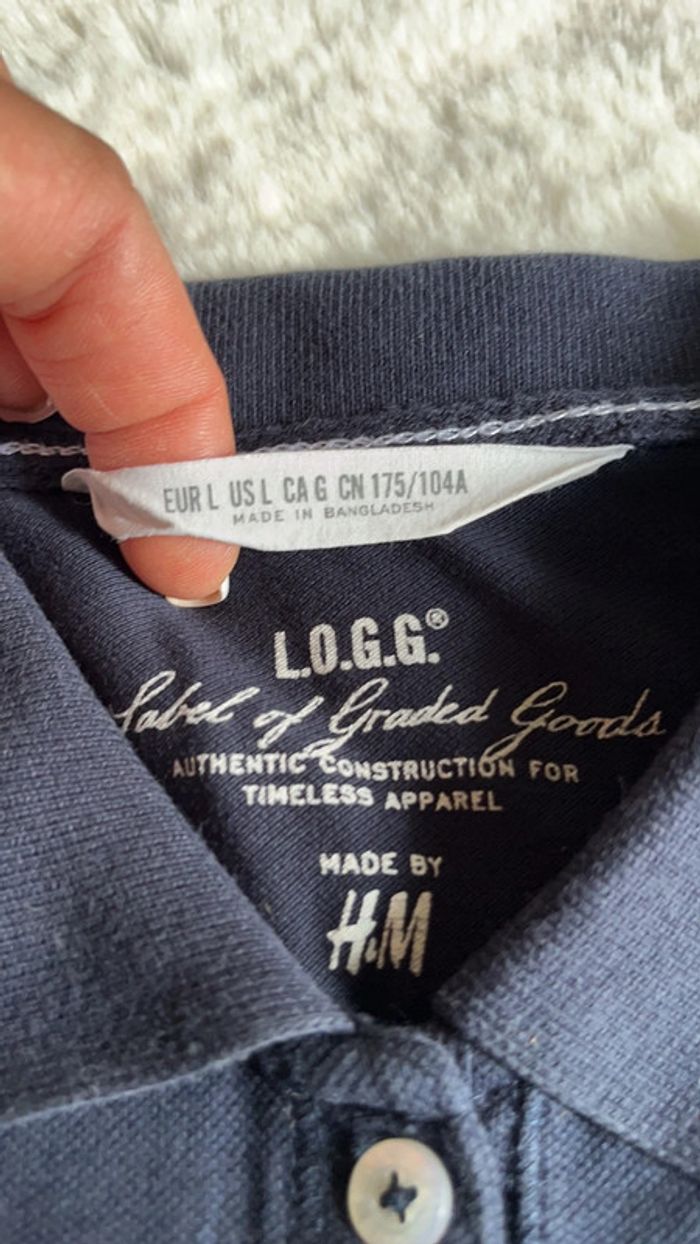 EUR L US L CA G CN 175/104A
MADE IN BANGLADESH
L.O.G.G.®
Label of Graded Goods
AUTHENTIC CONSTRUCTION FOR
TIMELESS APPAREL
MADE BY
H&M